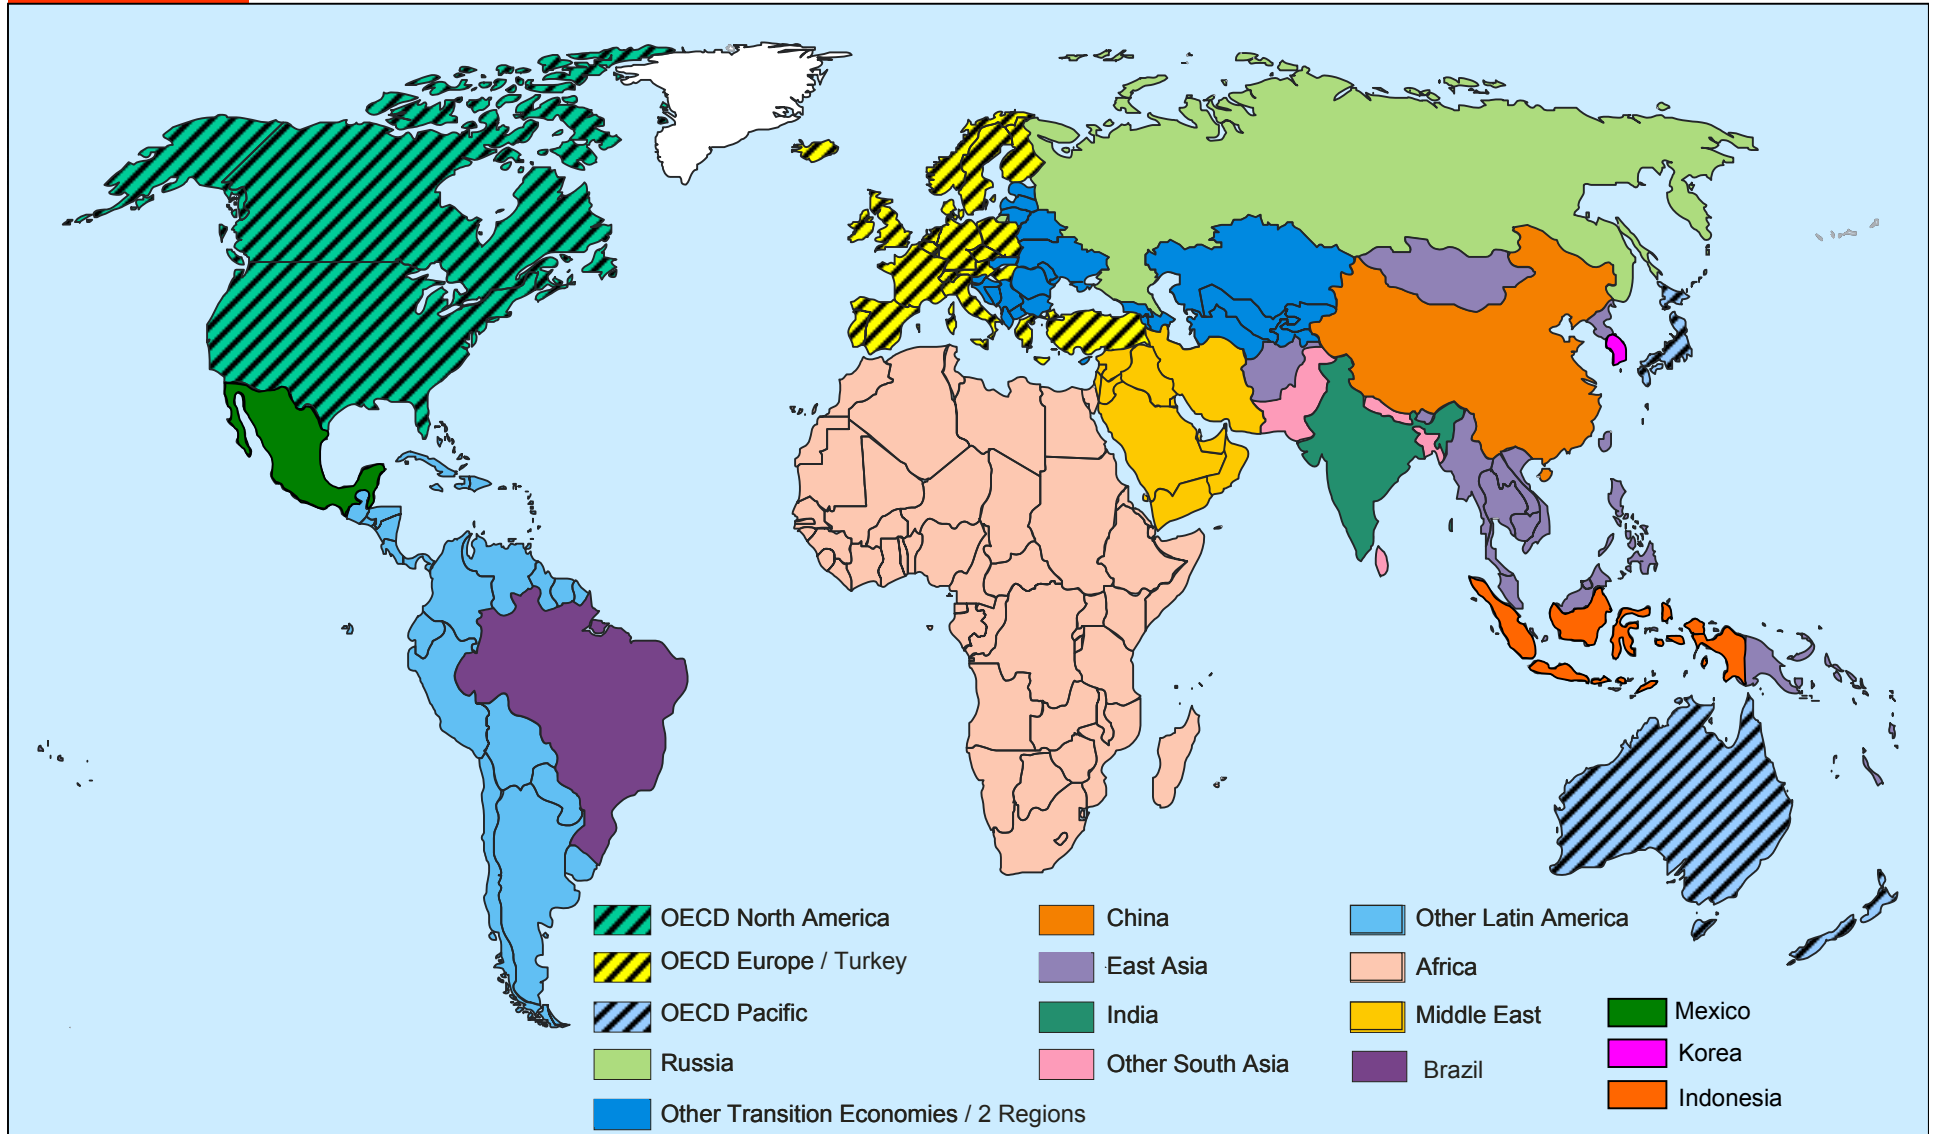 OECD North America
OECD Europe / Turkey
OECD Pacific
Russia
Other Transition Economies / 2 Regions
China
East Asia
India
Other South Asia
Other Latin America
Africa
Middle East
Brazil
Mexico
Korea
Indonesia